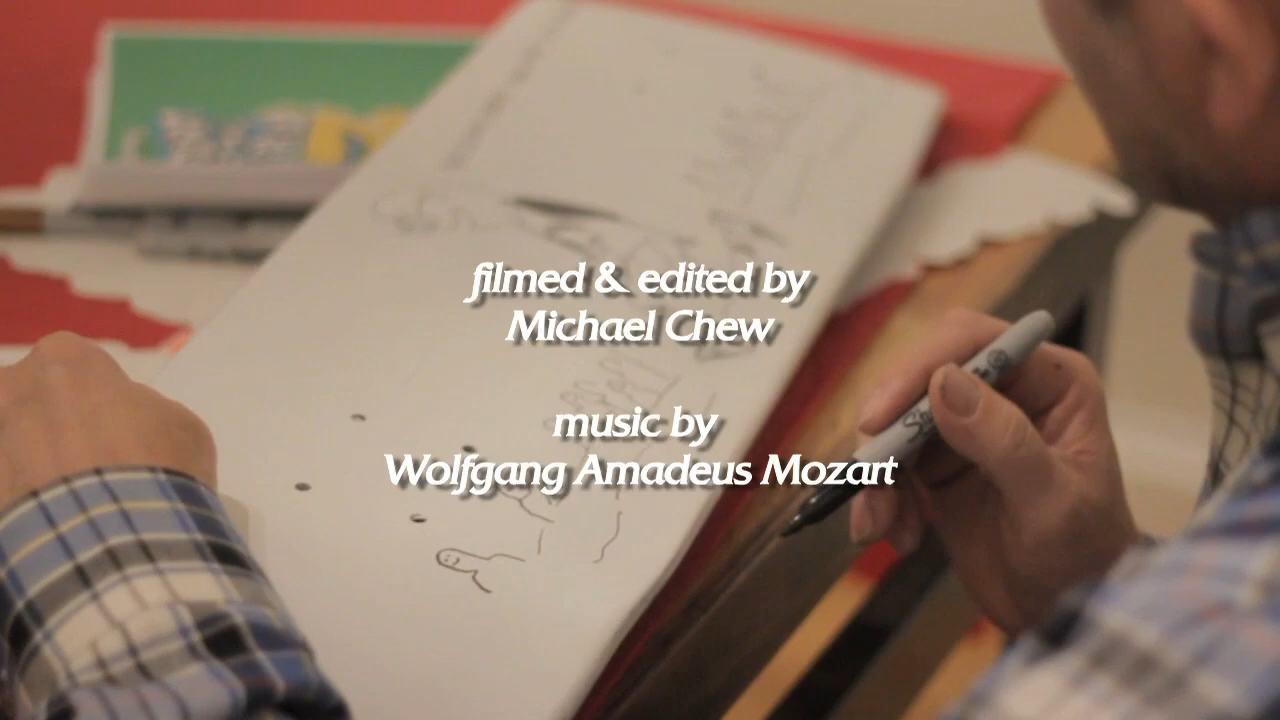 filmed & edited by
Michael Chew
music by
Wolfgang Amadeus Mozart